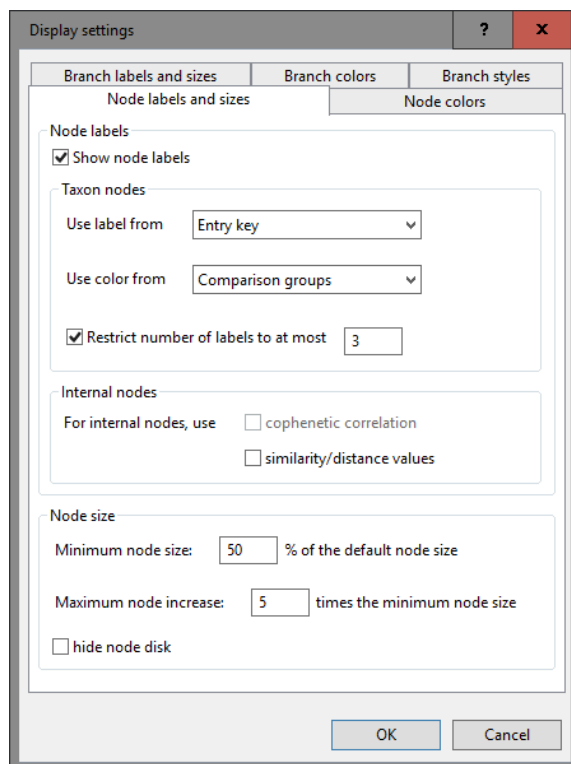 Display settings
?
x
Branch labels and sizes
Branch colors
Branch styles
Node labels and sizes
Node colors
Node labels
Show node labels
Taxon nodes
Use label from Entry key
Use color from Comparison groups
Restrict number of labels to at most 3
Internal nodes
For internal nodes, use cophenetic correlation
similarity/distance values
Node size
Minimum node size: 50 % of the default node size
Maximum node increase: 5 times the minimum node size
hide node disk
OK Cancel